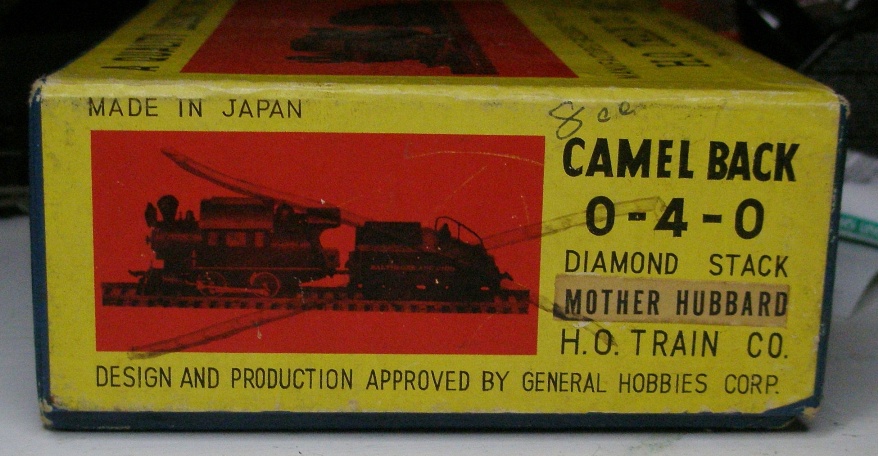 MADE IN JAPAN
CAMEL BACK
0-4-0
DIAMOND STACK
MOTHER HUBBARD
H.O. TRAIN CO.
DESIGN AND PRODUCTION APPROVED BY GENERAL HOBBIES CORP.